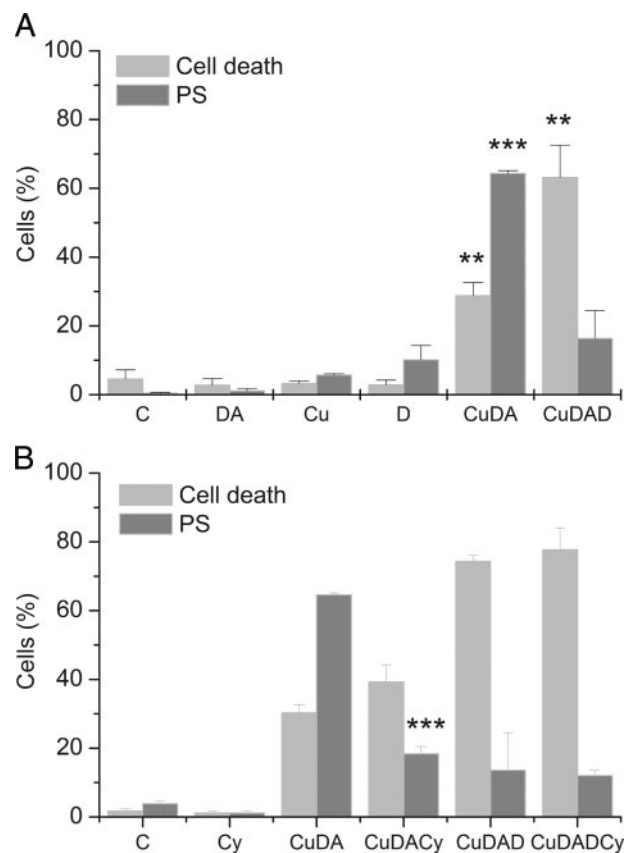 A
100
80
60
40
20
0
Cells (%)
Cell death
PS
**
***
**
C DA Cu D CuDA CuDAD
B
100
80
60
40
20
0
Cells (%)
Cell death
PS
***
C Cy CuDA CuDACy CuDAD CuDADCy